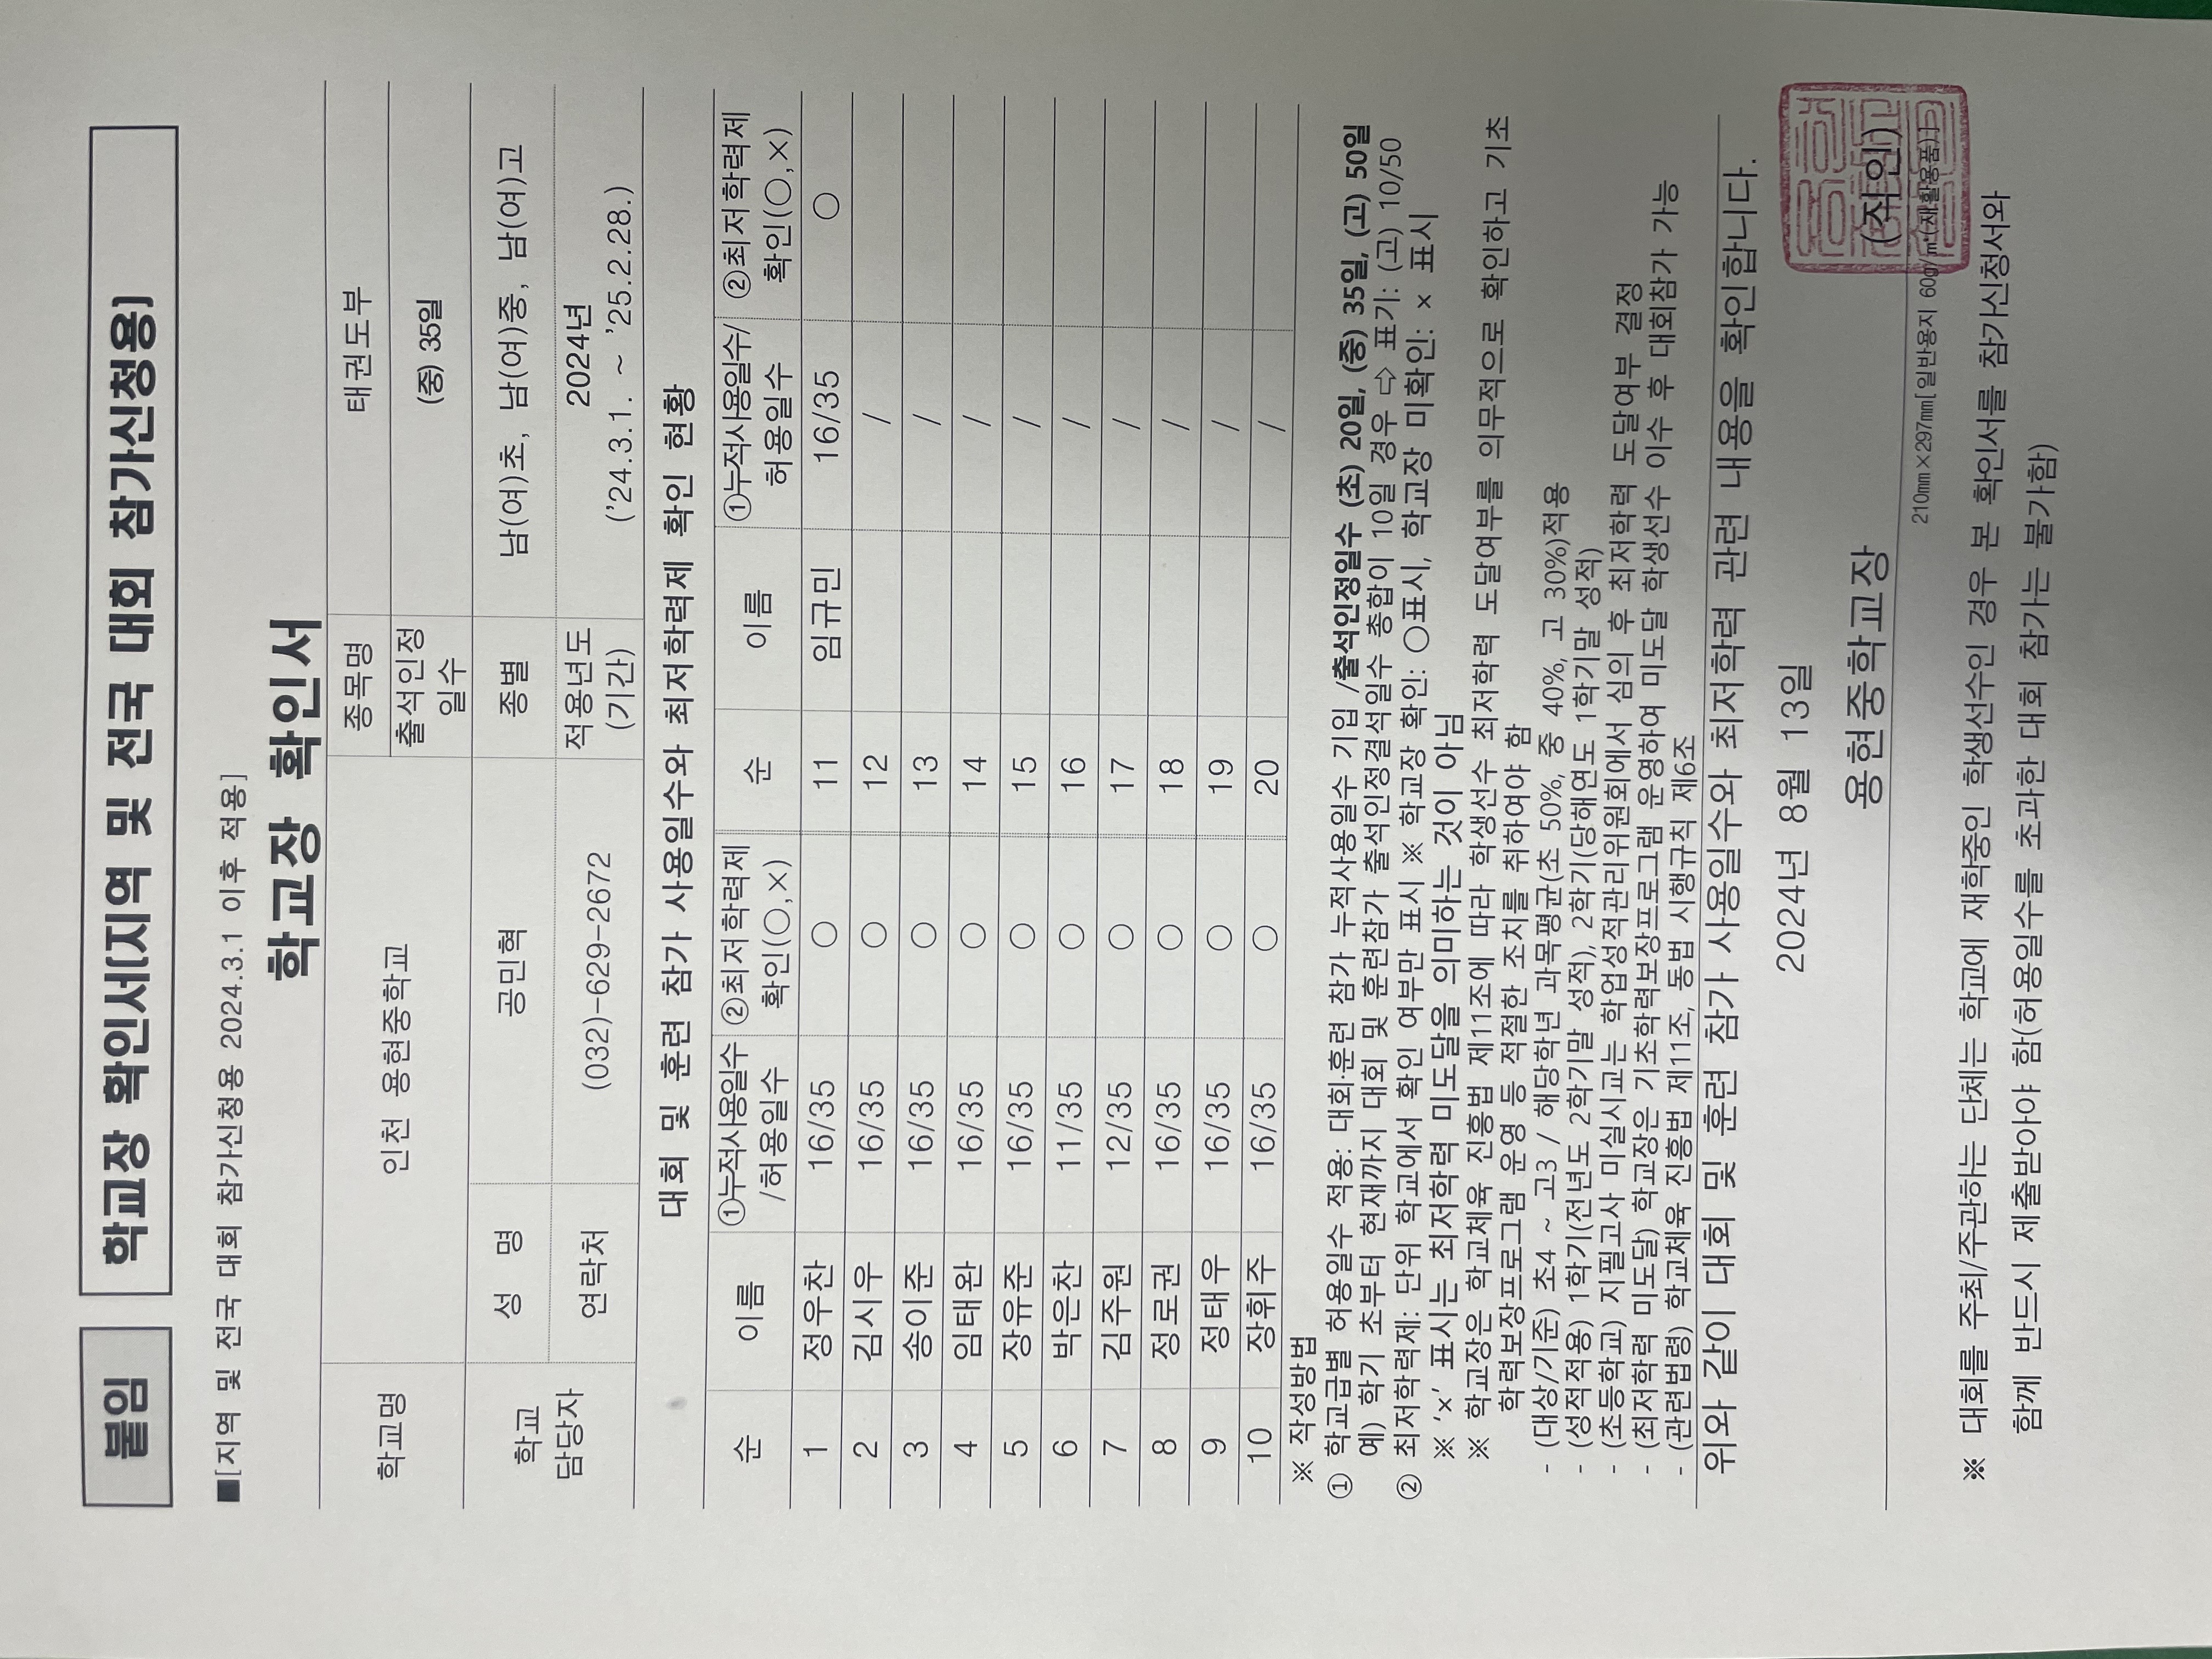 붙임 학교장 확인서(지역 및 전국 대회 참가신청용)
■[지역 및 전국 대회 참가신청용 2024.3.1 이후 적용]
학교장 확인서
학교명 인천 용현중학교 종목명 태권도부
출석인정 일수 (중) 35일
학교 담당자 성 명 공민혁 종별 남(여)초, 남(여)중, 남(여)고
연락처 (032)-629-2672 적용년도 (기간) 2024년 ('24.3.1. ~ '25.2.28.)
대회 및 훈련 참가 사용일수와 최저학력제 확인 현황
순 이름 ①누적사용일수/허용일수 ②최저학력제 확인(○,×) 순 이름 ①누적사용일수/허용일수 ②최저학력제 확인(○,×)
1 정우찬 16/35 ○ 11 임규민 16/35 ○
2 김시우 16/35 ○ 12 /
3 송이준 16/35 ○ 13 /
4 임태완 16/35 ○ 14 /
5 장유준 16/35 ○ 15 /
6 박은찬 11/35 ○ 16 /
7 김주원 12/35 ○ 17 /
8 정로권 16/35 ○ 18 /
9 정태우 16/35 ○ 19 /
10 장휘주 16/35 ○ 20 /
※ 작성방법
① 학교급별 허용일수 적용: 대회·훈련 참가 누적사용일수 기입 /출석인정일수 (초) 20일, (중) 35일, (고) 50일
예) 학기 초부터 현재까지 대회 및 훈련참가 출석인정결석일수 총합이 10일 경우 ⇨ 표기: (고) 10/50
② 최저학력제: 단위 학교에서 확인 여부만 표시 ※ 학교장 확인: ○표시, 학교장 미확인: × 표시
※ '×' 표시는 최저학력 미도달을 의미하는 것이 아님
※ 학교장은 학교체육 진흥법 제11조에 따라 학생선수 최저학력 도달여부를 의무적으로 확인하고 기초
학력보장프로그램 운영 등 적절한 조치를 취하여야 함
- (대상/기준) 초4 ~ 고3 / 해당학년 과목평균(초 50%, 중 40%, 고 30%)적용
- (성적적용) 1학기(전년도 2학기말 성적), 2학기(당해연도 1학기말 성적)
- (초등학교) 지필고사 미실시교는 학업성적관리위원회에서 심의 후 최저학력 도달여부 결정
- (최저학력 미도달) 학교장은 기초학력보장프로그램 운영하여 미도달 학생선수 이수 후 대회참가 가능
- (관련법령) 학교체육 진흥법 제11조, 동법 시행규칙 제6조
위와 같이 대회 및 훈련 참가 사용일수와 최저학력 관련 내용을 확인합니다.
2024년 8월 13일
용현중학교장 (직인)
210mm×297mm[일반용지 60g/㎡(재활용품)]
※ 대회를 주최/주관하는 단체는 학교에 재학중인 학생선수인 경우 본 확인서를 참가신청서와
함께 반드시 제출받아야 함(허용일수를 초과한 대회 참가는 불가함)